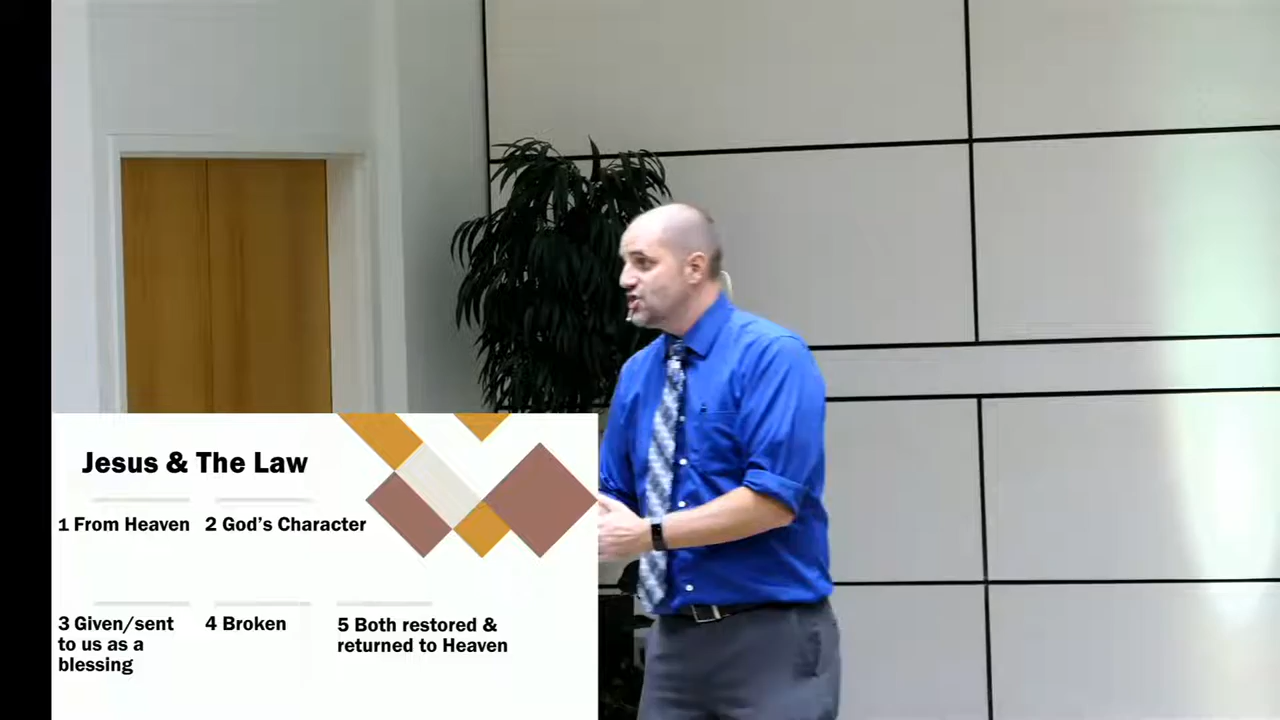 Jesus & The Law
1 From Heaven
2 God's Character
3 Given/sent
to us as a
blessing
4 Broken
5 Both restored &
returned to Heaven